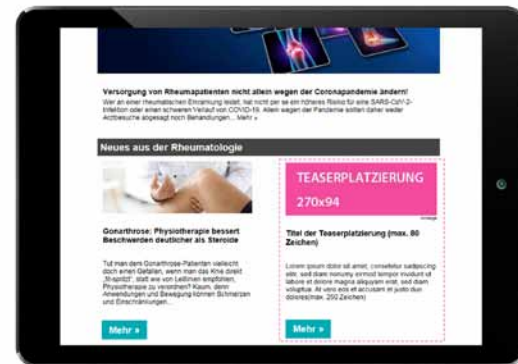 Versorgung von Rheumapatienten nicht allein wegen der Coronapandemie ändern!
Wer an einer rheumatischen Erkrankung leidet, hat nicht per se ein höheres Risiko für eine SARS-CoV-2-
Infektion oder einen schweren Verlauf von COVID-19. Allein wegen der Pandemie sollten daher weder
Arztbesuche abgesagt noch Behandlungen... Mehr »
Neues aus der Rheumatologie
Gonarthrose: Physiotherapie bessert
Beschwerden deutlicher als Steroide
Tut man dem Gonarthrose-Patienten vielleicht
doch einen Gefallen, wenn man das Knie direkt
„fit-spritzt“, statt wie von Leitlinien empfohlen,
Physiotherapie zu verordnen? Kaum, denn
Anwendungen und Bewegung können Schmerzen
und Einschränkungen...
Mehr »
TEASERPLATZIERUNG
270x94
Anzeige
Titel der Teaserplatzierung (max. 80
Zeichen)
Lorem ipsum dolor sit amet, consetetur sadipscing
elitr, sed diam nonumy eirmod tempor invidunt ut
labore et dolore magna aliquyam erat, sed diam
voluptua. At vero eos et accusam et justo duo
dolores(max. 250 Zeichen)
Mehr »